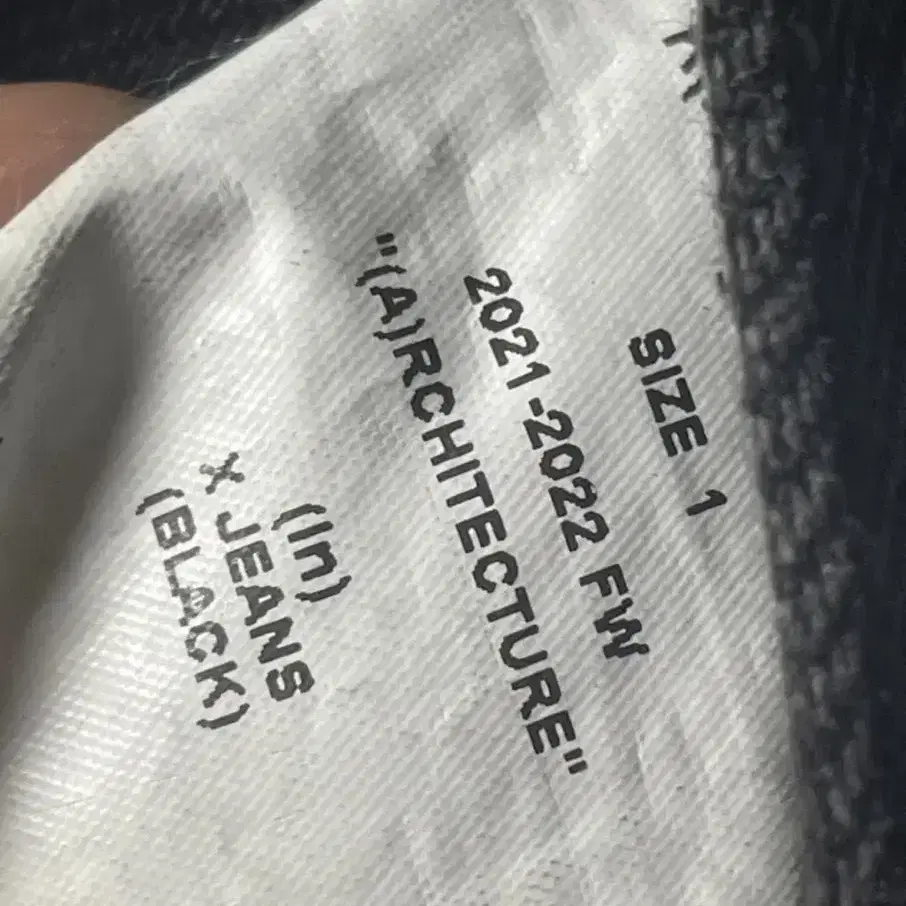 SIZE 1
2021-2022 FW
"(A)RCHITECTURE"
(In)
X JEANS
(BLACK)